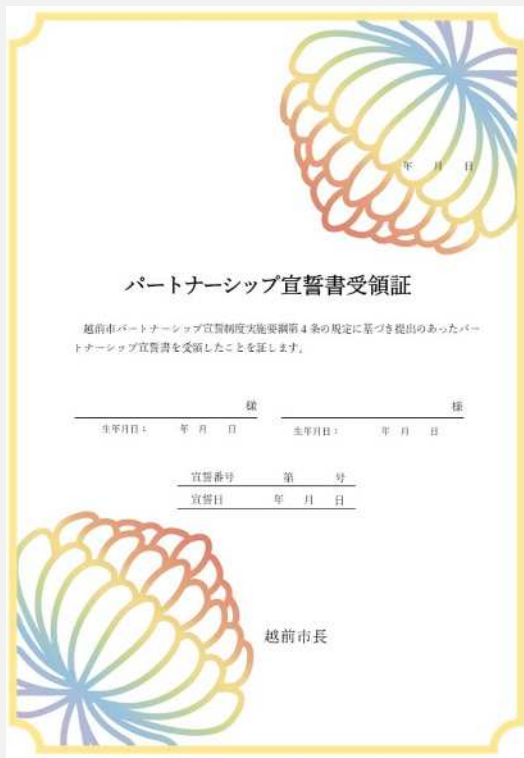 年 月 日
パートナーシップ宣誓書受領証
越前市パートナーシップ宣誓制度実施要綱第4条の規定に基づき提出のあったパー
トナーシップ宣誓書を受領したことを証します。
様 様
生年月日： 年 月 日 生年月日： 年 月 日
宣誓番号 第 号
宣誓日 年 月 日
越前市長